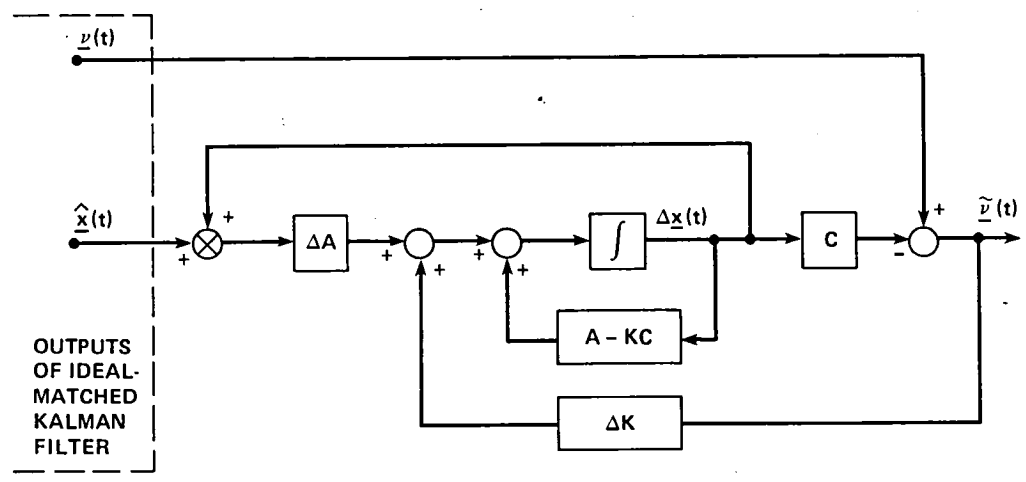 ν(t)
x̂(t)
+
+
ΔA
+
+
+
+
∫
Δx(t)
C
+
-
ν̃(t)
A – KC
ΔK
OUTPUTS
OF IDEAL-
MATCHED
KALMAN
FILTER